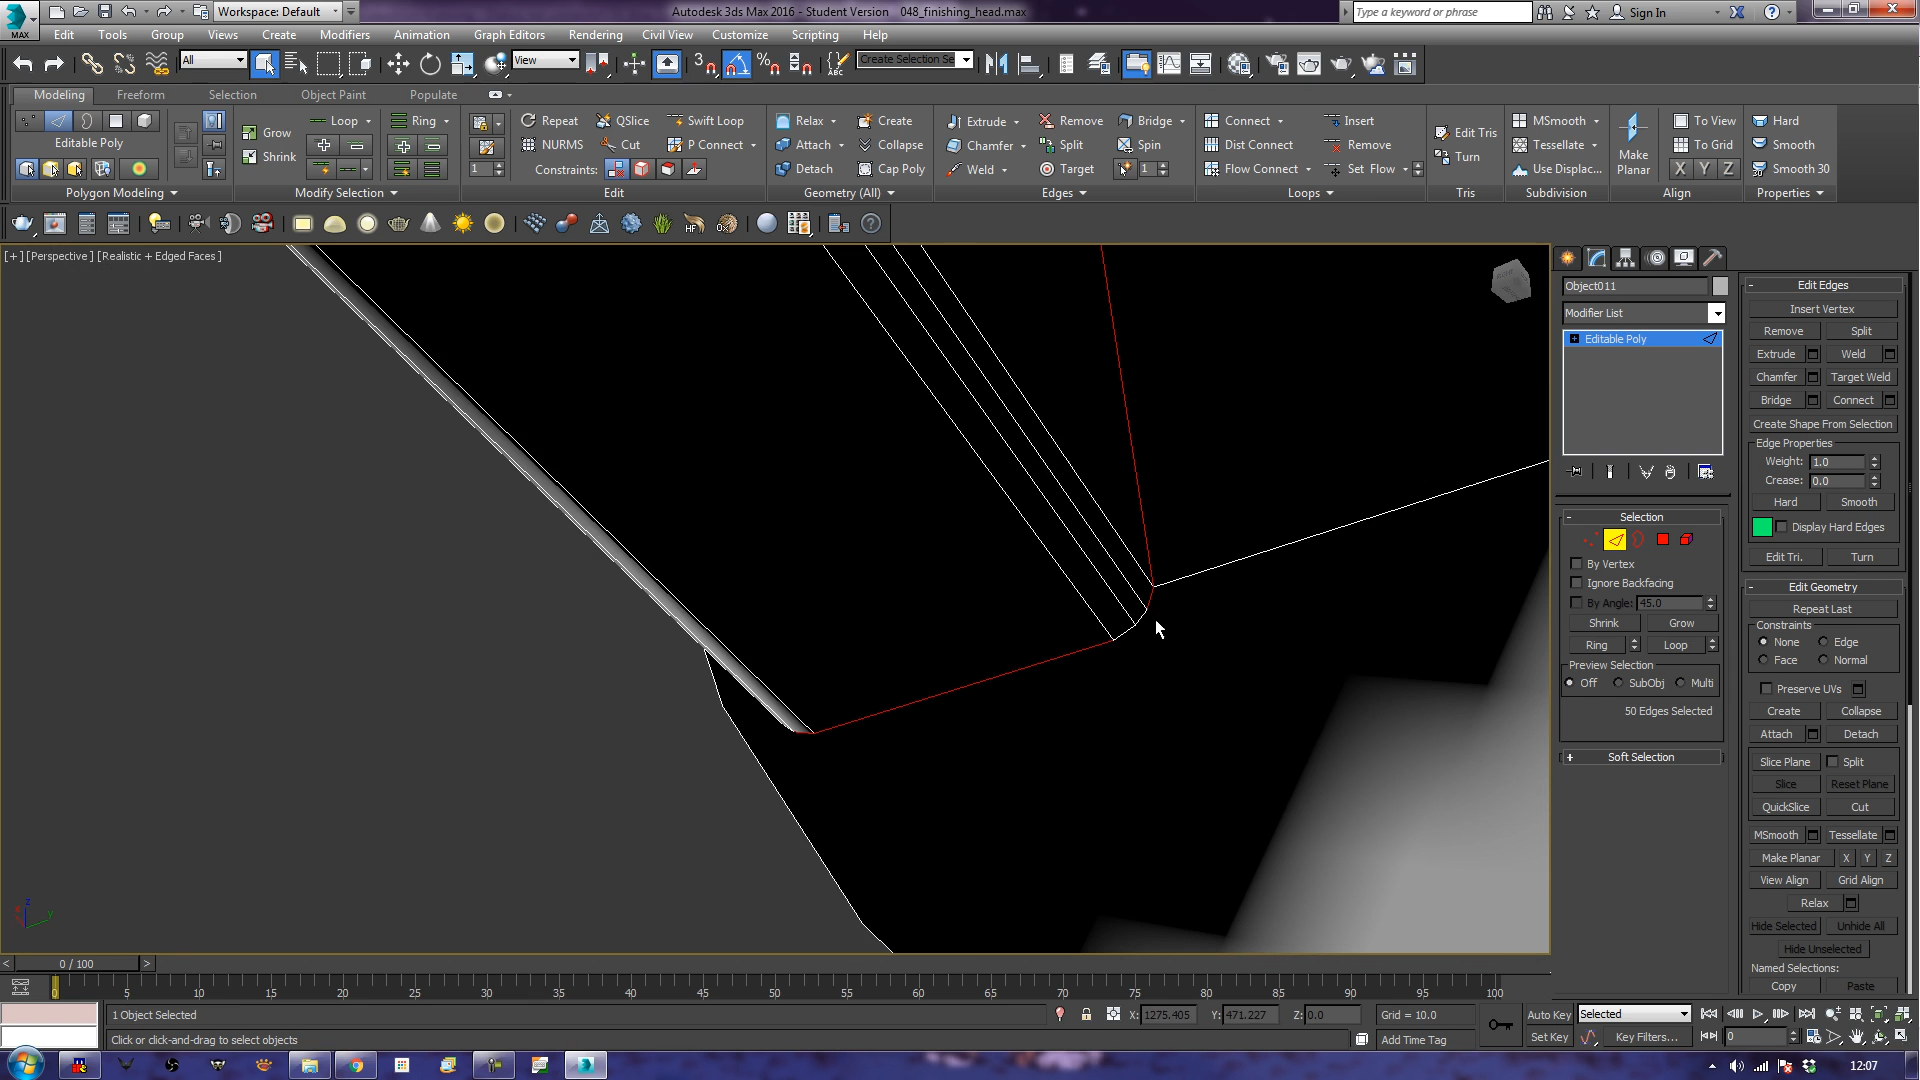 Workspace: Default
Autodesk 3ds Max 2016 - Student Version 048_finishing_head.max
Type a keyword or phrase
Sign In
MAX
Edit Tools Group Views Create Modifiers Animation Graph Editors Rendering Civil View Customize Scripting Help
All
View
Create Selection Se
Modeling Freeform Selection Object Paint Populate
Loop Ring Repeat QSlice Swift Loop Relax Create Extrude Remove Bridge Connect Insert MSmooth To View Hard
Grow
Editable Poly
NURMS Cut P Connect Attach Collapse Chamfer Split Spin Dist Connect Remove Edit Tris Tessellate Make Planar To Grid Smooth
Shrink
1 Constraints: Detach Cap Poly Weld Target 1 Flow Connect Set Flow Turn Use Displac... X Y Z Smooth 30
Polygon Modeling Modify Selection Edit Geometry (All) Edges Loops Tris Subdivision Align Properties
[+] [Perspective] [Realistic + Edged Faces]
Object011
Modifier List
Editable Poly
Selection
By Vertex
Ignore Backfacing
By Angle: 45.0
Shrink Grow
Ring Loop
Preview Selection
Off SubObj Multi
50 Edges Selected
+ Soft Selection
Edit Edges
Insert Vertex
Remove Split
Extrude Weld
Chamfer Target Weld
Bridge Connect
Create Shape From Selection
Edge Properties
Weight: 1.0
Crease: 0.0
Hard Smooth
Display Hard Edges
Edit Tri. Turn
Edit Geometry
Repeat Last
Constraints
None Edge
Face Normal
Preserve UVs
Create Collapse
Attach Detach
Slice Plane Split
Slice Reset Plane
QuickSlice Cut
MSmooth Tessellate
Make Planar X Y Z
View Align Grid Align
Relax
Hide Selected Unhide All
Hide Unselected
Named Selections:
Copy Paste
0 / 100
0 5 10 15 20 25 30 35 40 45 50 55 60 65 70 75 80 85 90 95 100
1 Object Selected
X: 1275.405 Y: 471.227 Z: 0.0 Grid = 10.0
Auto Key Selected
Click or click-and-drag to select objects
Add Time Tag
Set Key Key Filters... 0
12:07